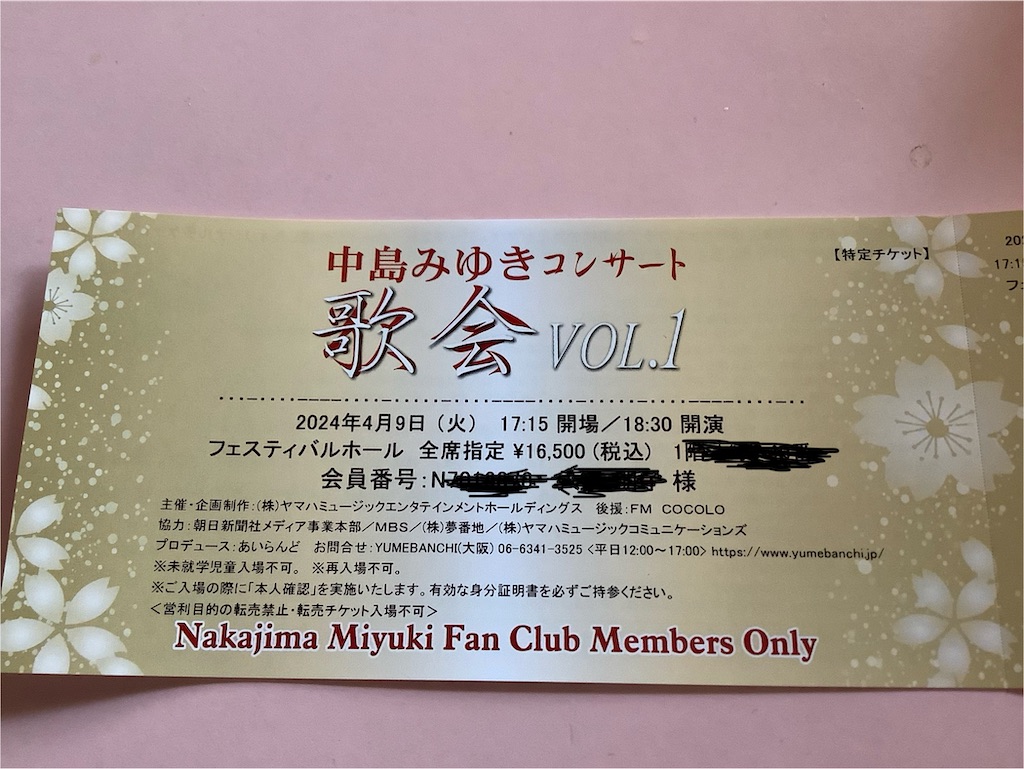 中島みゆきコンサート
【特定チケット】
歌会 VOL.1
2024年4月9日（火） 17:15 開場／18:30 開演
フェスティバルホール 全席指定 ¥16,500（税込） 1階
会員番号：N 様
主催・企画制作：（株）ヤマハミュージックエンタテインメントホールディングス 後援：FM COCOLO
協力：朝日新聞社メディア事業本部／MBS／（株）夢番地／（株）ヤマハミュージックコミュニケーションズ
プロデュース：あいらんど お問合せ：YUMEBANCHI（大阪） 06-6341-3525 <平日12:00～17:00> https://www.yumebanchi.jp/
※未就学児童入場不可。 ※再入場不可。
※ご入場の際に「本人確認」を実施いたします。有効な身分証明書を必ずご持参ください。
<営利目的の転売禁止・転売チケット入場不可>
Nakajima Miyuki Fan Club Members Only
17:1
フ